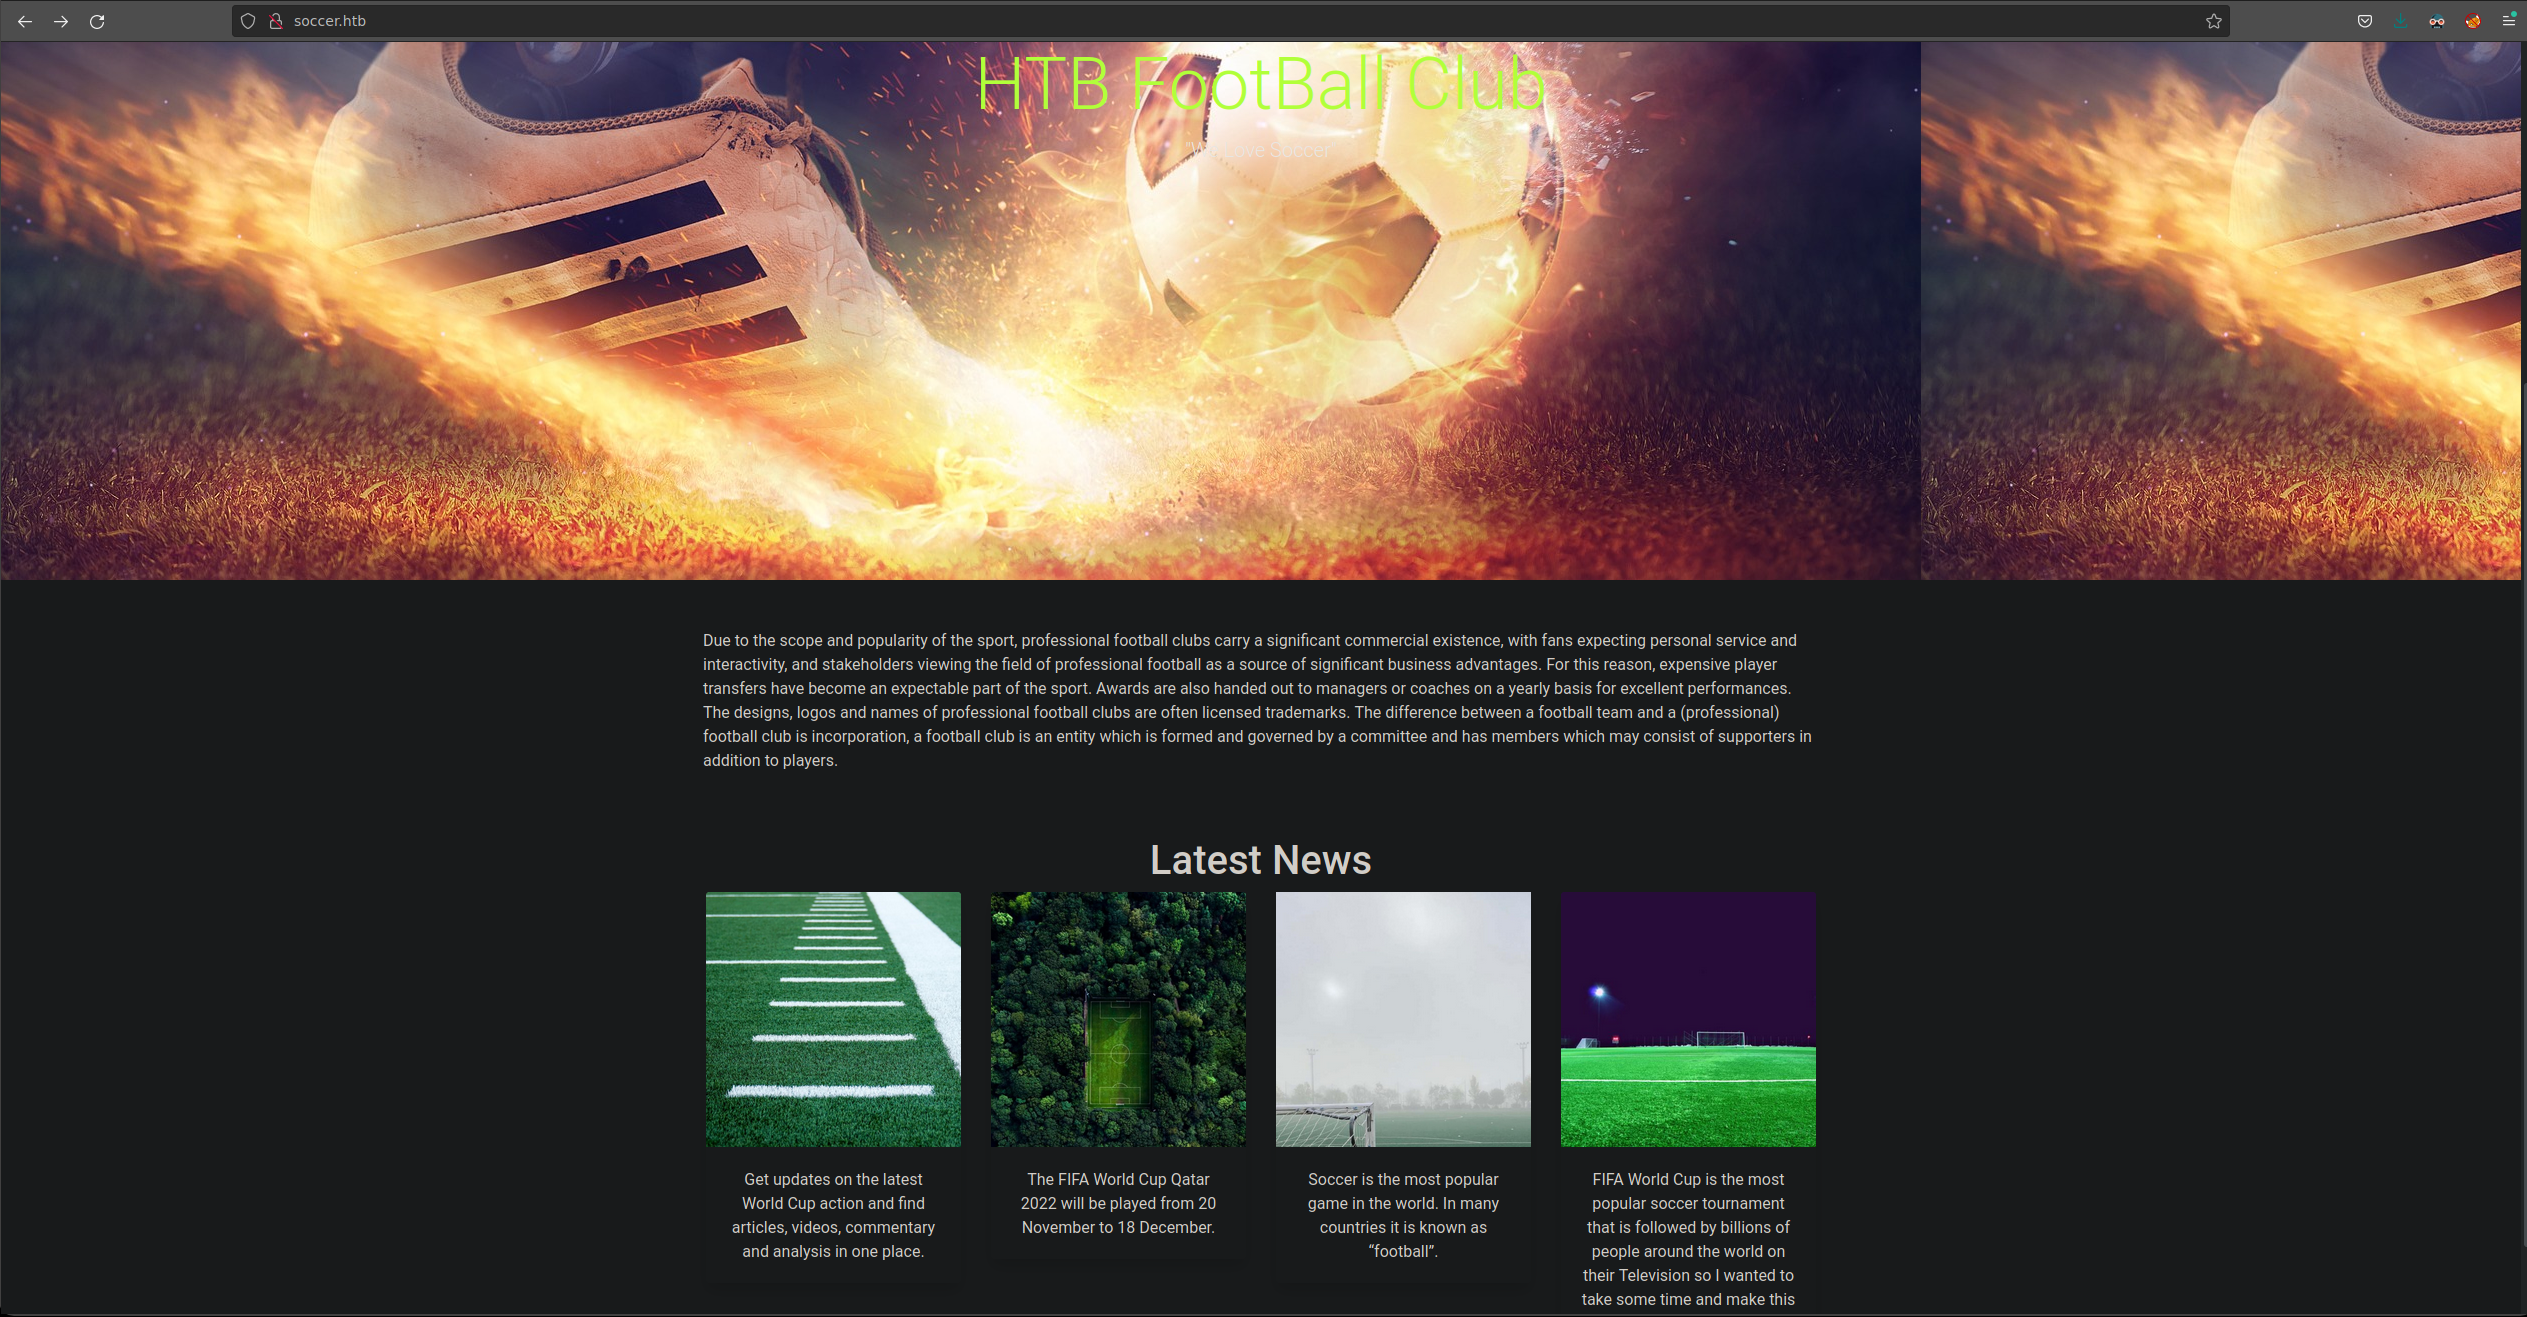 soccer.htb
HTB FootBall Club
"We Love Soccer"
Due to the scope and popularity of the sport, professional football clubs carry a significant commercial existence, with fans expecting personal service and
interactivity, and stakeholders viewing the field of professional football as a source of significant business advantages. For this reason, expensive player
transfers have become an expectable part of the sport. Awards are also handed out to managers or coaches on a yearly basis for excellent performances.
The designs, logos and names of professional football clubs are often licensed trademarks. The difference between a football team and a (professional)
football club is incorporation, a football club is an entity which is formed and governed by a committee and has members which may consist of supporters in
addition to players.
Latest News
Get updates on the latest
World Cup action and find
articles, videos, commentary
and analysis in one place.
The FIFA World Cup Qatar
2022 will be played from 20
November to 18 December.
Soccer is the most popular
game in the world. In many
countries it is known as
“football”.
FIFA World Cup is the most
popular soccer tournament
that is followed by billions of
people around the world on
their Television so I wanted to
take some time and make this